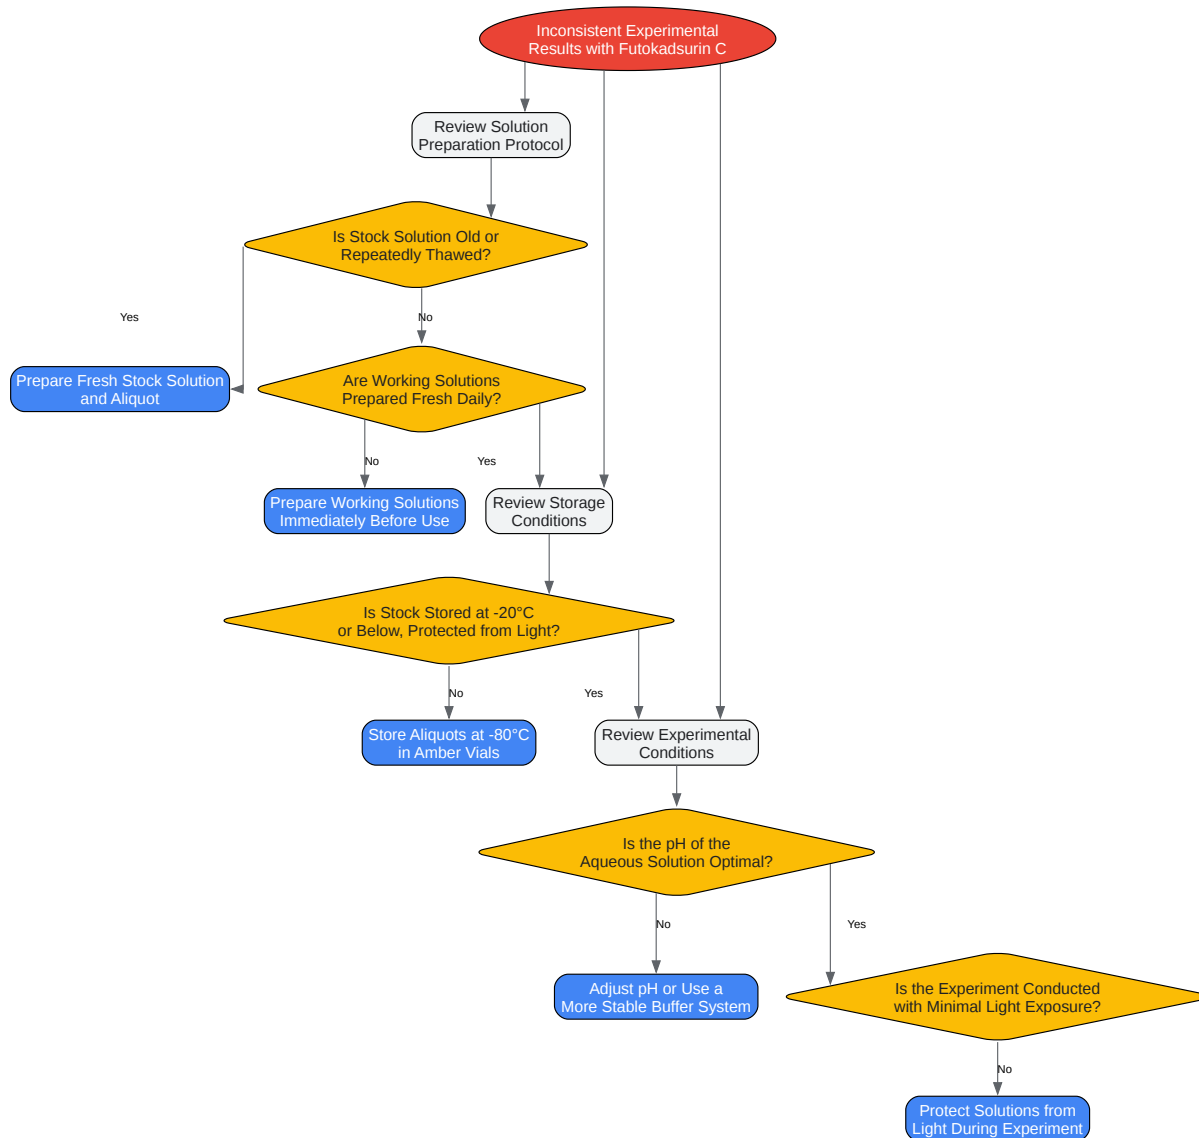 Inconsistent Experimental
Results with Futokadsurin C
Review Solution
Preparation Protocol
Is Stock Solution Old or
Repeatedly Thawed?
Yes
No
Prepare Fresh Stock Solution
and Aliquot
Are Working Solutions
Prepared Fresh Daily?
No
Yes
Prepare Working Solutions
Immediately Before Use
Review Storage
Conditions
Is Stock Stored at -20°C
or Below, Protected from Light?
No
Yes
Store Aliquots at -80°C
in Amber Vials
Review Experimental
Conditions
Is the pH of the
Aqueous Solution Optimal?
No
Yes
Adjust pH or Use a
More Stable Buffer System
Is the Experiment Conducted
with Minimal Light Exposure?
No
Protect Solutions from
Light During Experiment